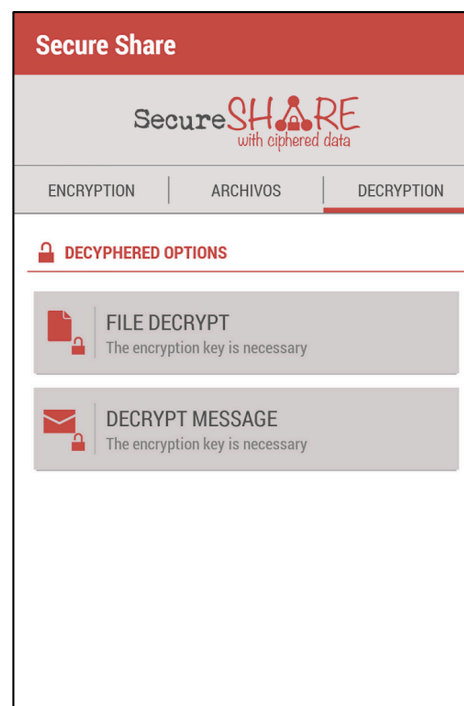 Secure Share
SecureSHARE
with ciphered data
ENCRYPTION
ARCHIVOS
DECRYPTION
DECYPHERED OPTIONS
FILE DECRYPT
The encryption key is necessary
DECRYPT MESSAGE
The encryption key is necessary